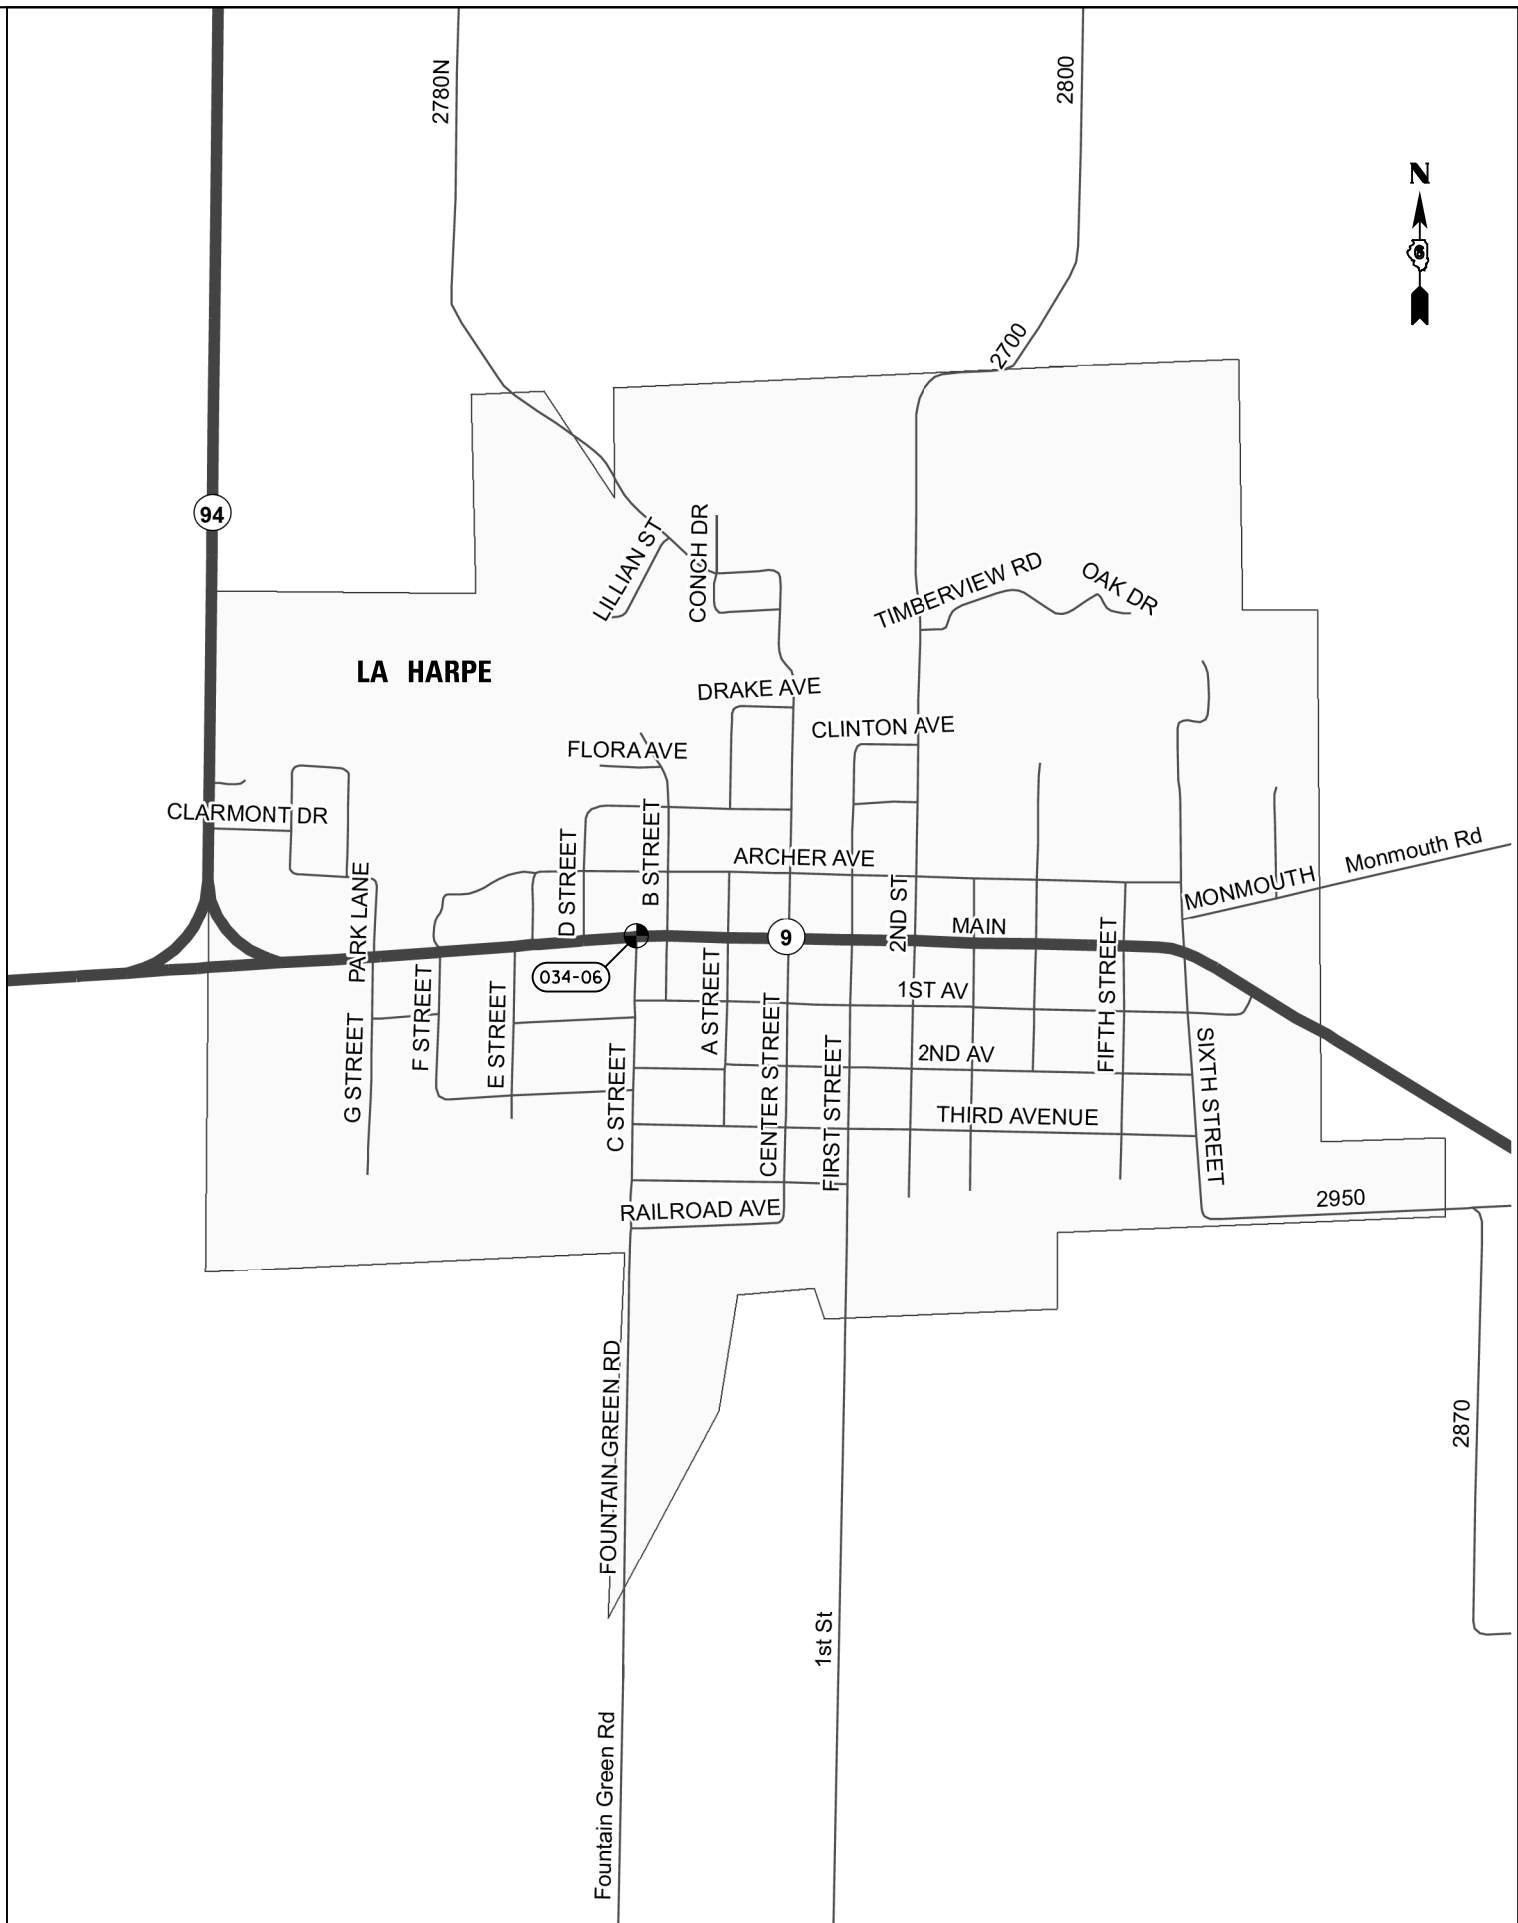 2780N
2800
N
6
2700
94
LILLIAN ST
CONCH DR
TIMBERVIEW RD
OAK DR
LA HARPE
DRAKE AVE
CLINTON AVE
FLORA AVE
CLARMONT DR
D STREET
B STREET
ARCHER AVE
Monmouth Rd
MONMOUTH
PARK LANE
2ND ST
MAIN
9
FIFTH STREET
034-06
F STREET
E STREET
A STREET
1ST AV
G STREET
C STREET
CENTER STREET
FIRST STREET
2ND AV
SIXTH STREET
THIRD AVENUE
RAILROAD AVE
2950
FOUNTAIN GREEN RD
2870
1st St
Fountain Green Rd